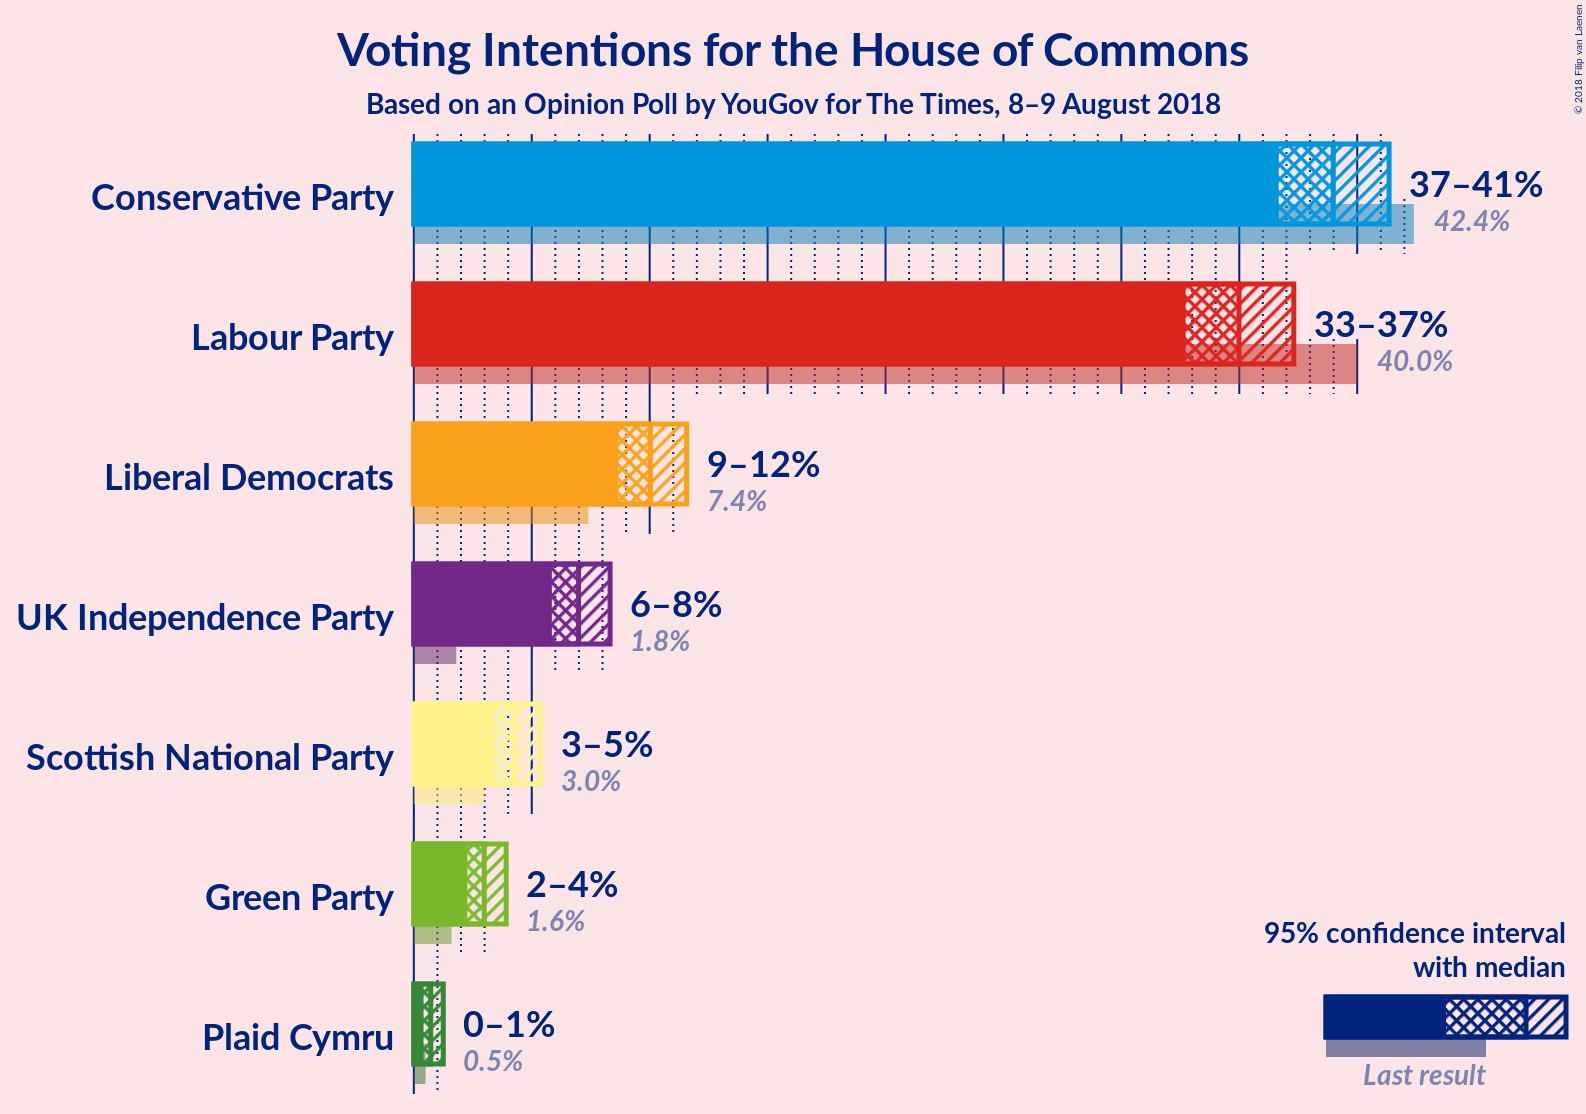 Voting Intentions for the House of Commons
Based on an Opinion Poll by YouGov for The Times, 8–9 August 2018
© 2018 Filip van Laenen
Conservative Party
37–41%
42.4%
Labour Party
33–37%
40.0%
Liberal Democrats
9–12%
7.4%
UK Independence Party
6–8%
1.8%
Scottish National Party
3–5%
3.0%
Green Party
2–4%
1.6%
Plaid Cymru
0–1%
0.5%
95% confidence interval
with median
Last result